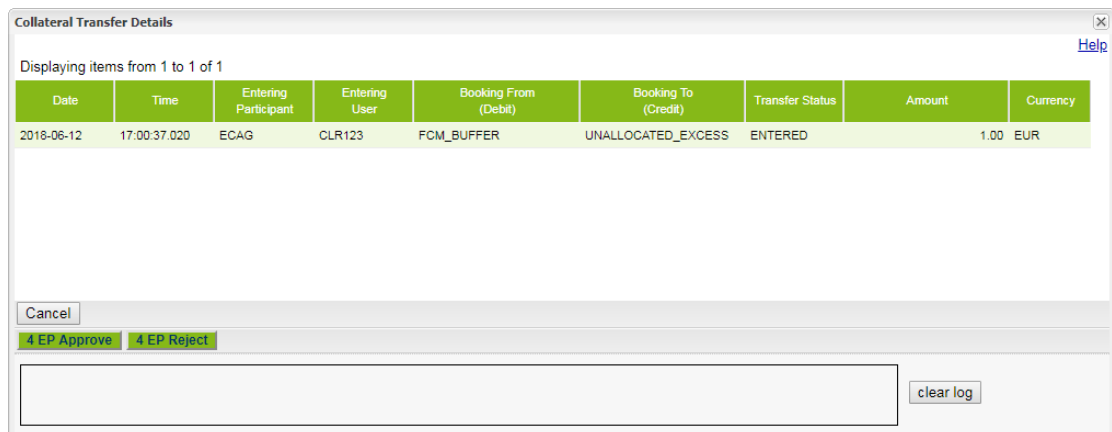 Collateral Transfer Details
Help
Displaying items from 1 to 1 of 1
Date Time Entering Participant Entering User Booking From (Debit) Booking To (Credit) Transfer Status Amount Currency
2018-06-12 17:00:37.020 ECAG CLR123 FCM_BUFFER UNALLOCATED_EXCESS ENTERED 1.00 EUR
Cancel
4 EP Approve 4 EP Reject
clear log